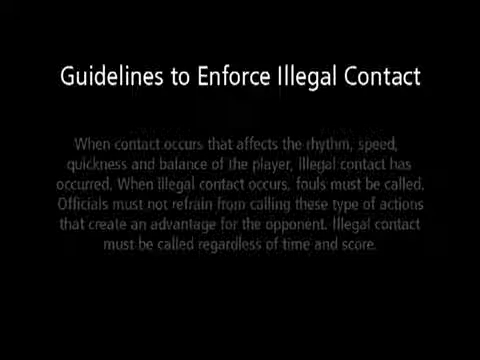 Guidelines to Enforce Illegal Contact
When contact occurs that affects the rhythm, speed,
quickness and balance of the player, illegal contact has
occurred. When illegal contact occurs, fouls must be called.
Officials must not refrain from calling these type of actions
that create an advantage for the opponent. Illegal contact
must be called regardless of time and score.